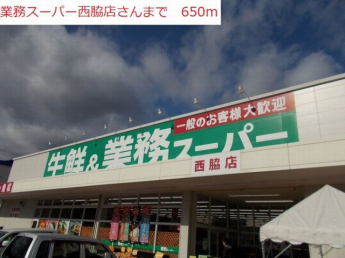 業務スーパー西脇店さんまで 650m
一般のお客様大歓迎
生鮮&業務スーパー
西脇店